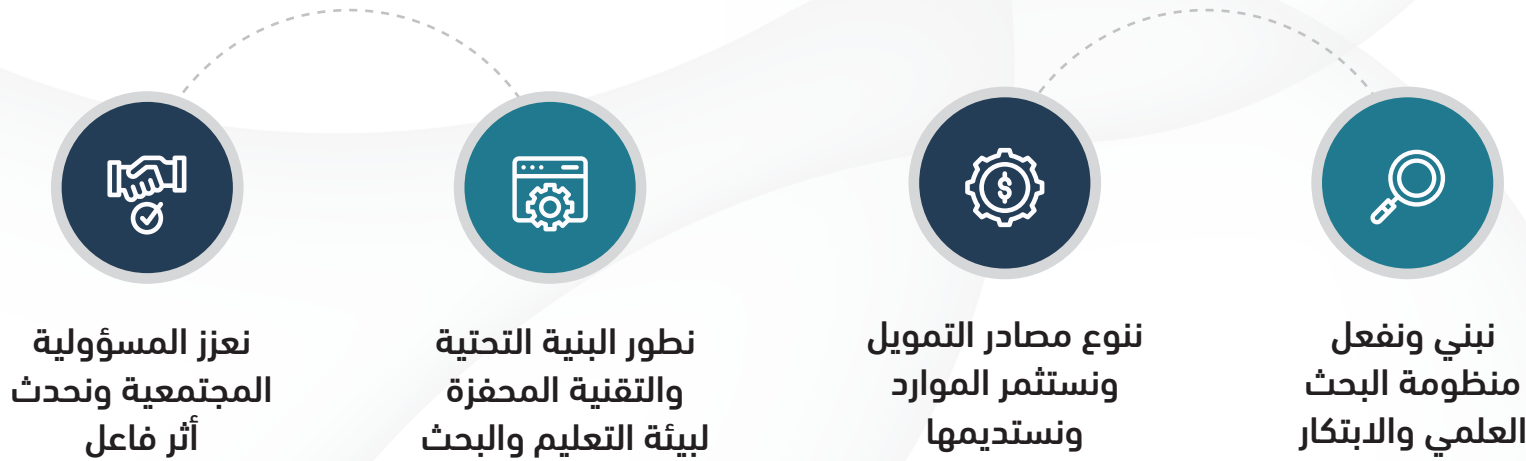 نبني ونفعل
منظومة البحث
العلمي والابتكار
ننوع مصادر التمويل
ونستثمر الموارد
ونستديمها
نطور البنية التحتية
والتقنية المحفزة
لبيئة التعليم والبحث
نعزز المسؤولية
المجتمعية ونحدث
أثر فاعل